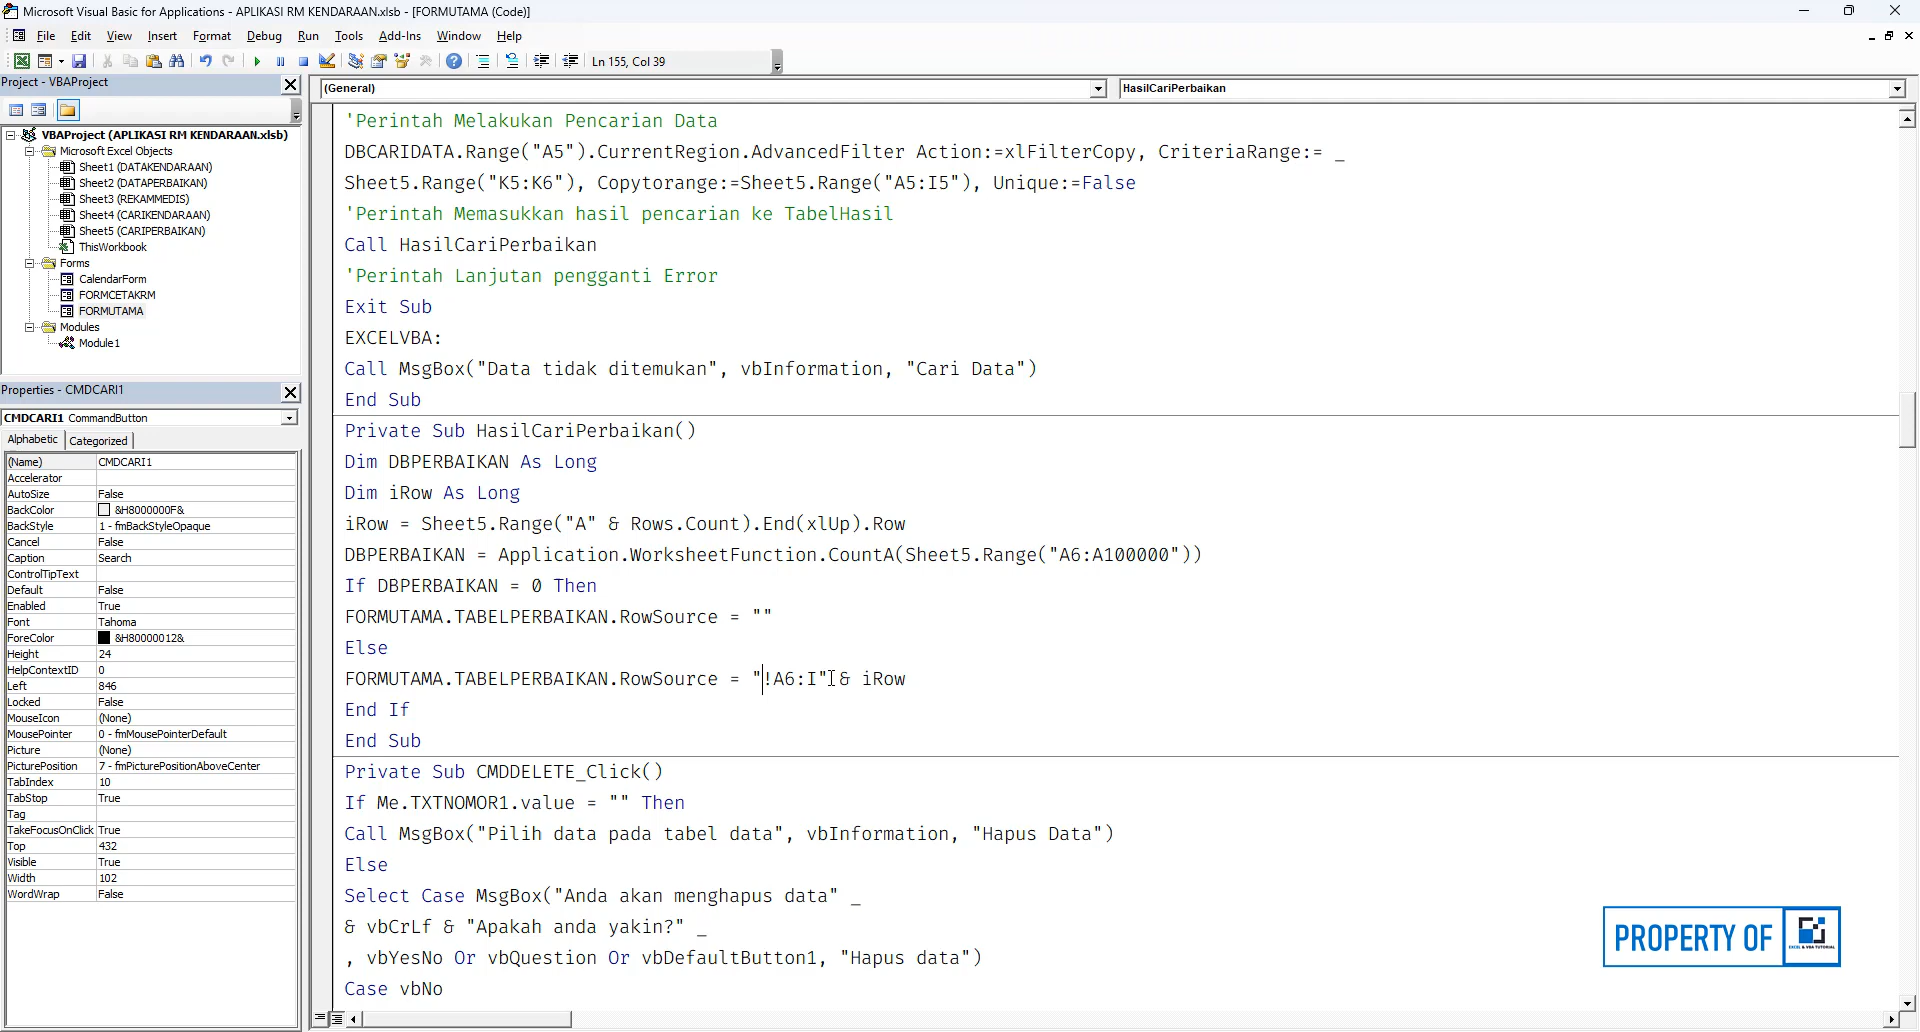 Microsoft Visual Basic for Applications - APLIKASI RM KENDARAAN.xlsb - [FORMUTAMA (Code)]
File Edit View Insert Format Debug Run Tools Add-Ins Window Help
Ln 155, Col 39
Project - VBAProject
VBAProject (APLIKASI RM KENDARAAN.xlsb)
Microsoft Excel Objects
Sheet1 (DATAKENDARAAN)
Sheet2 (DATAPERBAIKAN)
Sheet3 (REKAMMEDIS)
Sheet4 (CARIKENDARAAN)
Sheet5 (CARIPERBAIKAN)
ThisWorkbook
Forms
CalendarForm
FORMCETAKRM
FORMUTAMA
Modules
Module1
Properties - CMDCARI1
CMDCARI1 CommandButton
Alphabetic Categorized
(Name) CMDCARI1
Accelerator
AutoSize False
BackColor &H8000000F&
BackStyle 1 - fmBackStyleOpaque
Cancel False
Caption Search
ControlTipText
Default False
Enabled True
Font Tahoma
ForeColor &H80000012&
Height 24
HelpContextID 0
Left 846
Locked False
MouseIcon (None)
MousePointer 0 - fmMousePointerDefault
Picture (None)
PicturePosition 7 - fmPicturePositionAboveCenter
TabIndex 10
TabStop True
Tag
TakeFocusOnClick True
Top 432
Visible True
Width 102
WordWrap False
(General) HasilCariPerbaikan
'Perintah Melakukan Pencarian Data
DBCARIDATA.Range("A5").CurrentRegion.AdvancedFilter Action:=xlFilterCopy, CriteriaRange:= _
Sheet5.Range("K5:K6"), Copytorange:=Sheet5.Range("A5:I5"), Unique:=False
'Perintah Memasukkan hasil pencarian ke TabelHasil
Call HasilCariPerbaikan
'Perintah Lanjutan pengganti Error
Exit Sub
EXCELVBA:
Call MsgBox("Data tidak ditemukan", vbInformation, "Cari Data")
End Sub
Private Sub HasilCariPerbaikan()
Dim DBPERBAIKAN As Long
Dim iRow As Long
iRow = Sheet5.Range("A" & Rows.Count).End(xlUp).Row
DBPERBAIKAN = Application.WorksheetFunction.CountA(Sheet5.Range("A6:A100000"))
If DBPERBAIKAN = 0 Then
FORMUTAMA.TABELPERBAIKAN.RowSource = ""
Else
FORMUTAMA.TABELPERBAIKAN.RowSource = "!A6:I" & iRow
End If
End Sub
Private Sub CMDDELETE_Click()
If Me.TXTNOMOR1.value = "" Then
Call MsgBox("Pilih data pada tabel data", vbInformation, "Hapus Data")
Else
Select Case MsgBox("Anda akan menghapus data" _
& vbCrLf & "Apakah anda yakin?" _
, vbYesNo Or vbQuestion Or vbDefaultButton1, "Hapus data")
Case vbNo
PROPERTY OF
EXCEL & VBA TUTORIAL